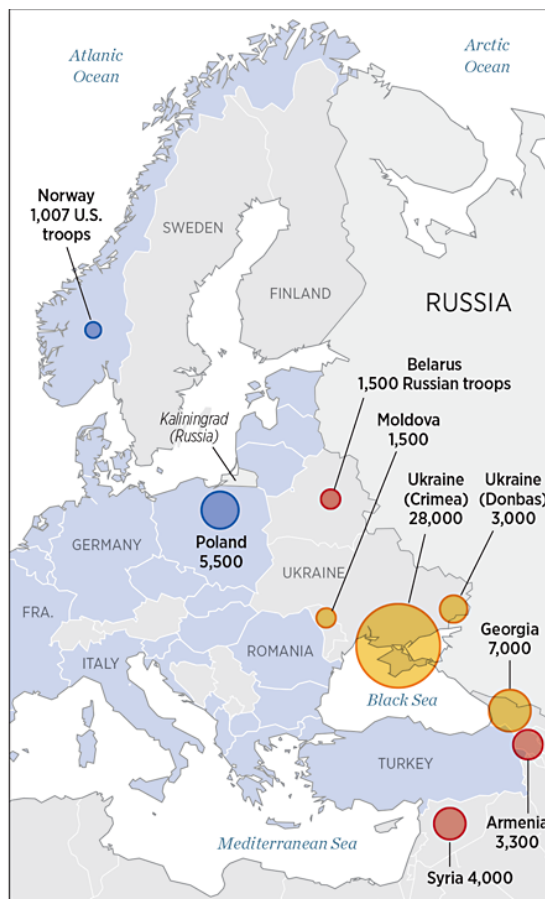 Atlantic
Ocean
Arctic
Ocean
Norway
1,007 U.S.
troops
SWEDEN
FINLAND
RUSSIA
Belarus
1,500 Russian troops
Kaliningrad
(Russia)
Moldova
1,500
Ukraine
(Crimea)
28,000
Ukraine
(Donbas)
3,000
GERMANY
Poland
5,500
UKRAINE
FRA.
Georgia
7,000
ITALY
ROMANIA
Black Sea
TURKEY
Armenia
3,300
Mediterranean Sea
Syria 4,000